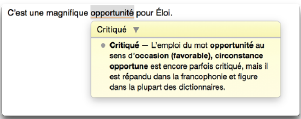 C'est une magnifique opportunité pour Éloi.
Critiqué
Critiqué — L'emploi du mot opportunité au
sens d'occasion (favorable), circonstance
opportune est encore parfois critiqué, mais il
est répandu dans la francophonie et figure
dans la plupart des dictionnaires.